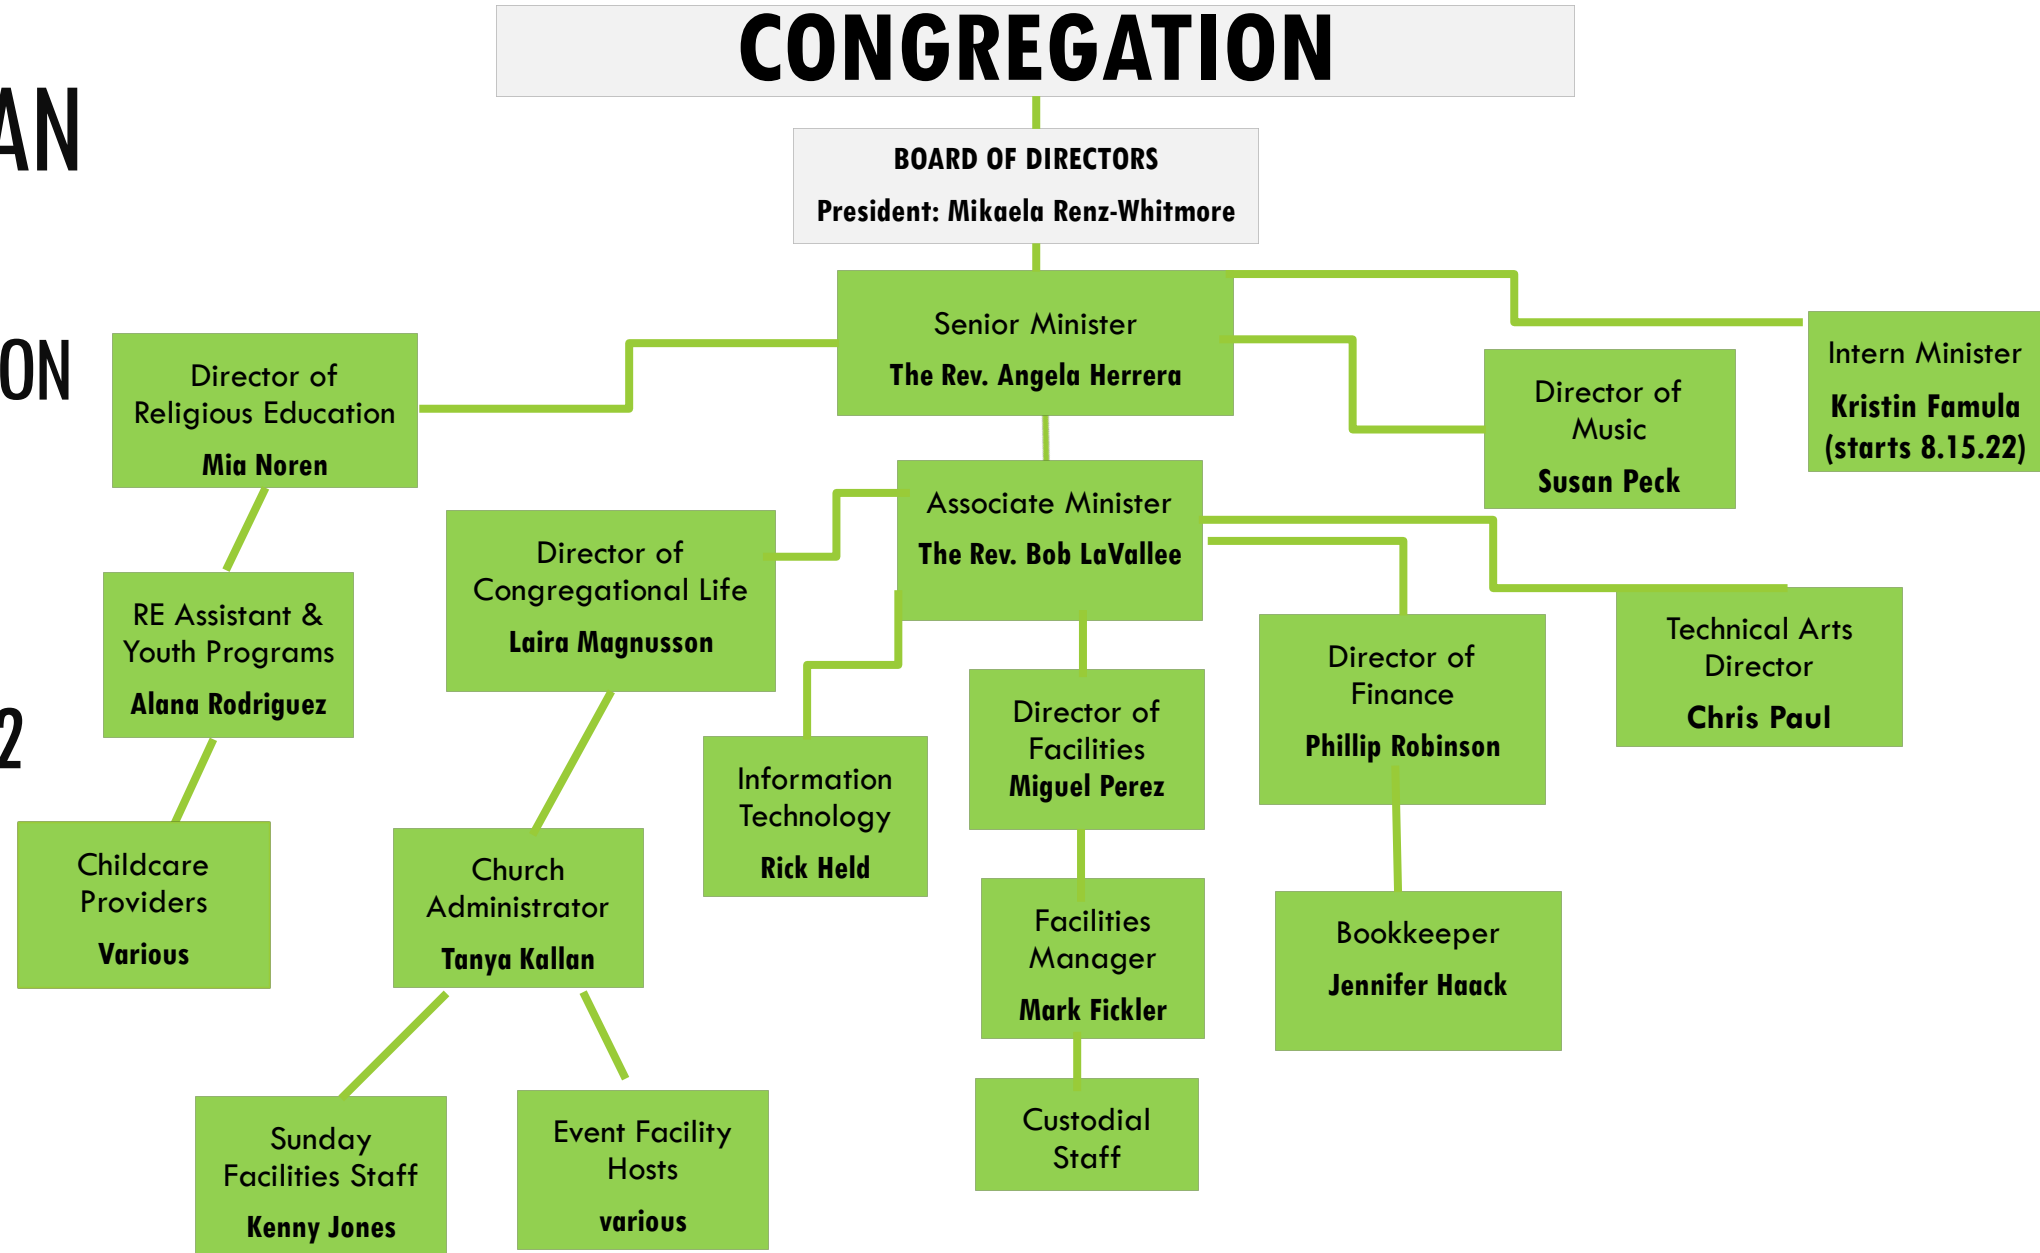 CONGREGATION
BOARD OF DIRECTORS
President: Mikaela Renz-Whitmore
AN
ON
2
Senior Minister
The Rev. Angela Herrera
Director of
Religious Education
Mia Noren
Director of
Music
Susan Peck
Intern Minister
Kristin Famula
(starts 8.15.22)
Associate Minister
The Rev. Bob LaVallee
Director of
Congregational Life
Laira Magnusson
RE Assistant &
Youth Programs
Alana Rodriguez
Information
Technology
Rick Held
Director of
Facilities
Miguel Perez
Director of
Finance
Phillip Robinson
Technical Arts
Director
Chris Paul
Childcare
Providers
Various
Church
Administrator
Tanya Kallan
Facilities
Manager
Mark Fickler
Bookkeeper
Jennifer Haack
Sunday
Facilities Staff
Kenny Jones
Event Facility
Hosts
various
Custodial
Staff